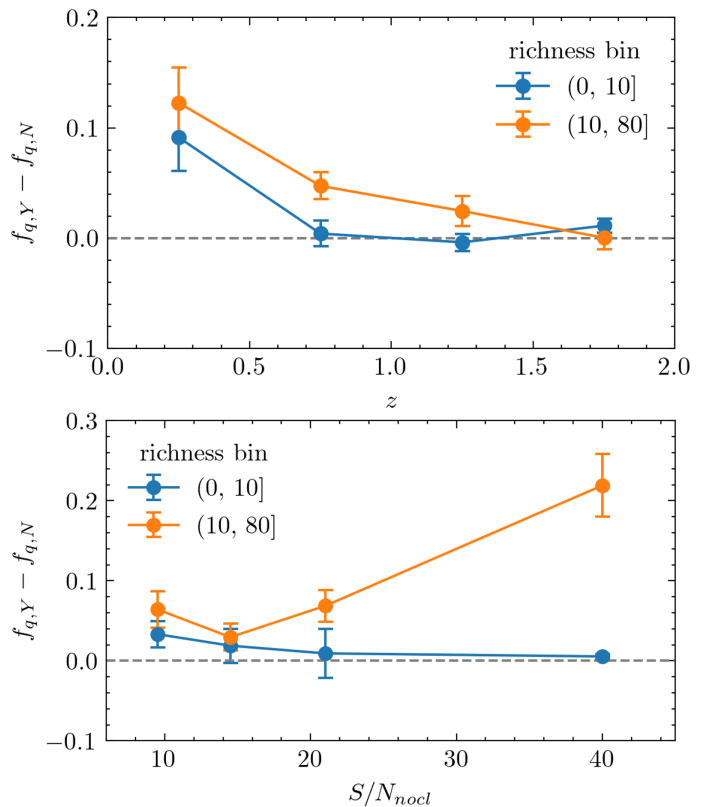 0.2
0.1
0.0
−0.1
f_{q,Y} − f_{q,N}
richness bin
(0, 10]
(10, 80]
0.0 0.5 1.0 1.5 2.0
z
0.3
0.2
0.1
0.0
−0.1
f_{q,Y} − f_{q,N}
richness bin
(0, 10]
(10, 80]
10 20 30 40
S/N_{nocl}